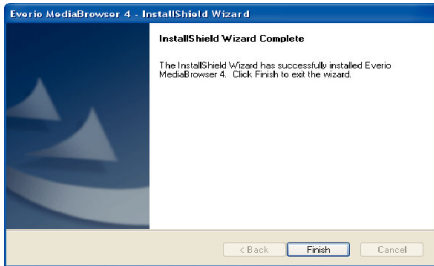 Everio MediaBrowser 4 - InstallShield Wizard
InstallShield Wizard Complete
The InstallShield Wizard has successfully installed Everio
MediaBrowser 4. Click Finish to exit the wizard.
< Back
Finish
Cancel